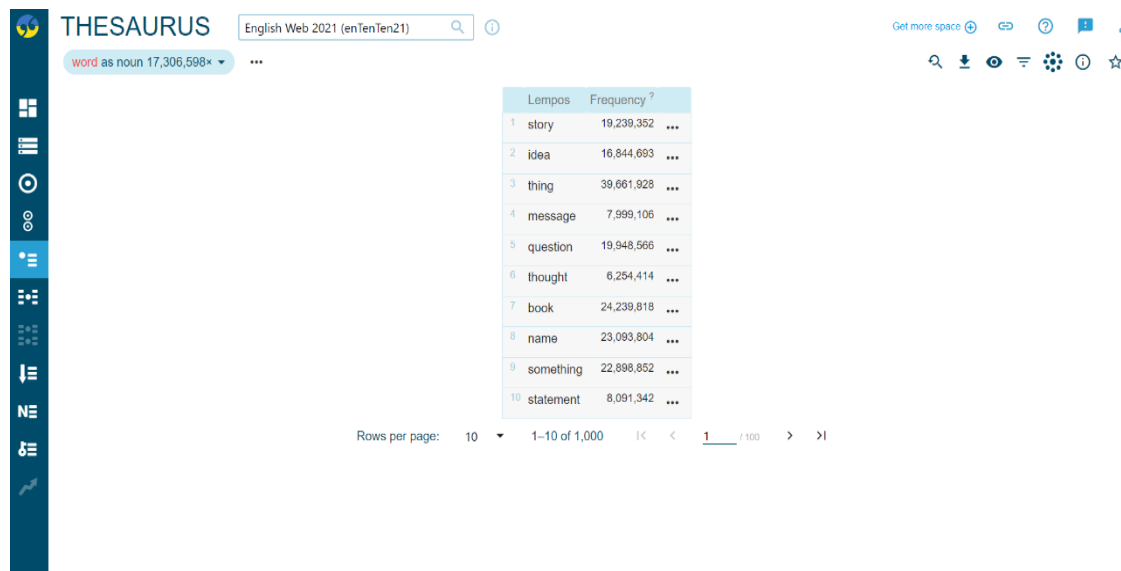 THESAURUS English Web 2021 (enTenTen21) Get more space
word as noun 17,306,598× •••
Lempos Frequency ?
1 story 19,239,352 •••
2 idea 16,844,693 •••
3 thing 39,661,928 •••
4 message 7,999,106 •••
5 question 19,948,566 •••
6 thought 6,254,414 •••
7 book 24,239,818 •••
8 name 23,093,804 •••
9 something 22,898,852 •••
10 statement 8,091,342 •••
Rows per page: 10 1–10 of 1,000 1 / 100